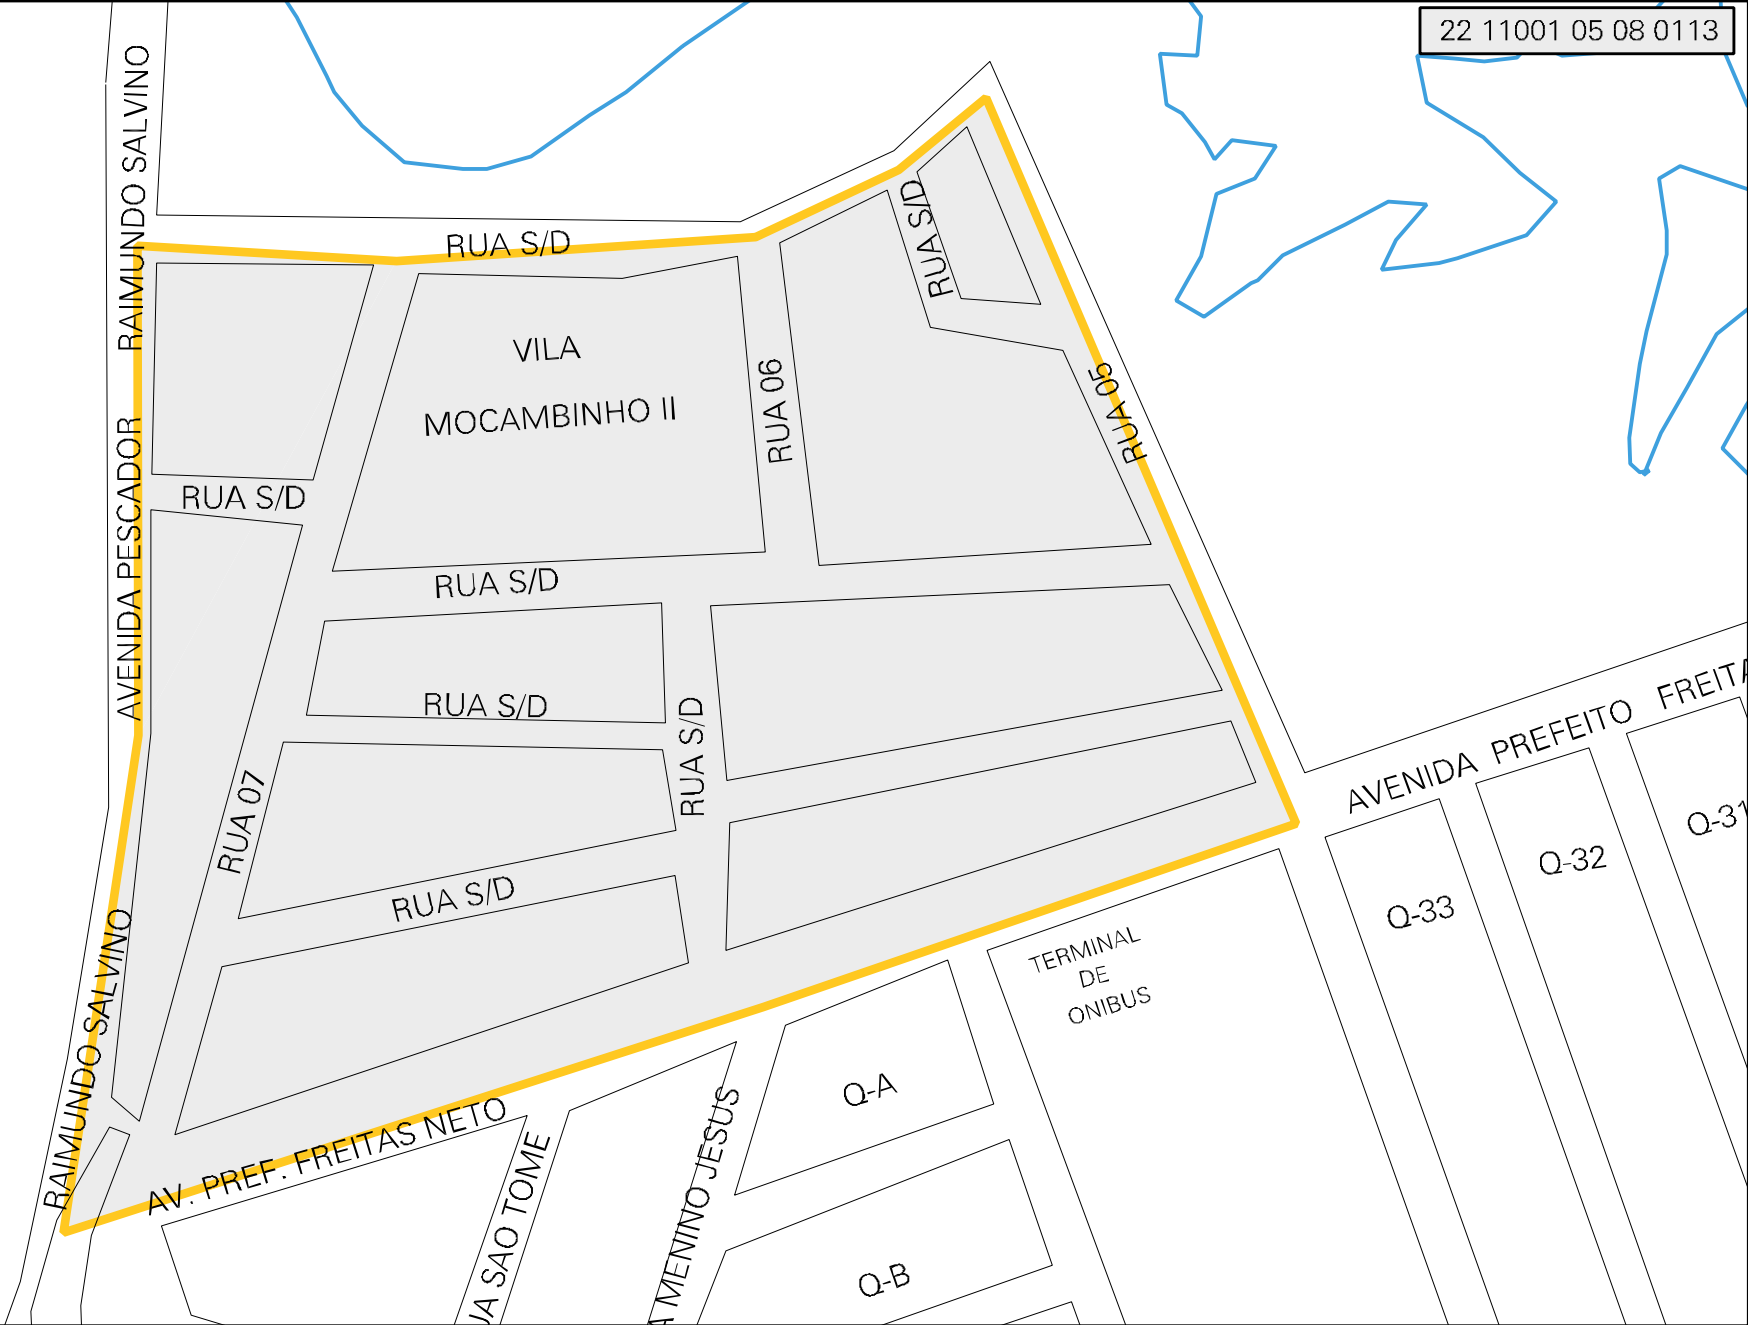 22 11001 05 08 0113
RAIMUNDO SALVINO
RUA S/D
RUA S/D
VILA
MOCAMBINHO II
RUA 06
RUA 05
AVENIDA PESCADOR
RUA S/D
RUA S/D
RUA S/D
RUA S/D
RUA 07
RUA S/D
AVENIDA PREFEITO FREITA
Q-31
Q-32
Q-33
TERMINAL
DE
ONIBUS
RAIMUNDO SALVINO
AV. PREF. FREITAS NETO
UA SAO TOME
A MENINO JESUS
Q-A
Q-B